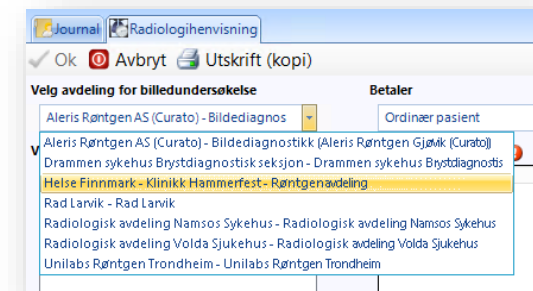 Journal Radiologihenvisning
Ok Avbryt Utskrift (kopi)
Velg avdeling for billedundersøkelse Betaler
Aleris Røntgen AS (Curato) - Bildediagnos Ordinær pasient
V
Aleris Røntgen AS (Curato) - Bildediagnostikk (Aleris Røntgen Gjøvik (Curato))
Drammen sykehus Brystdiagnostisk seksjon - Drammen sykehus Brystdiagnostis
Helse Finnmark - Klinikk Hammerfest - Røntgenavdeling
Rad Larvik - Rad Larvik
Radiologisk avdeling Namsos Sykehus - Radiologisk avdeling Namsos Sykehus
Radiologisk avdeling Volda Sjukehus - Radiologisk avdeling Volda Sjukehus
Unilabs Røntgen Trondheim - Unilabs Røntgen Trondheim